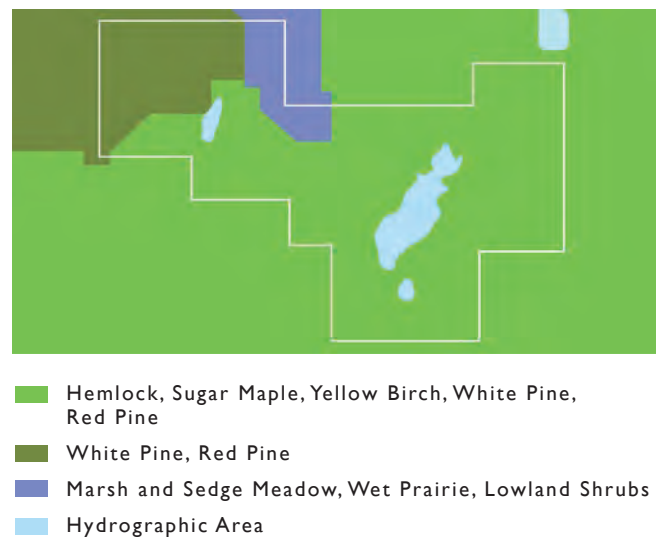 Hemlock, Sugar Maple, Yellow Birch, White Pine,
Red Pine
White Pine, Red Pine
Marsh and Sedge Meadow, Wet Prairie, Lowland Shrubs
Hydrographic Area